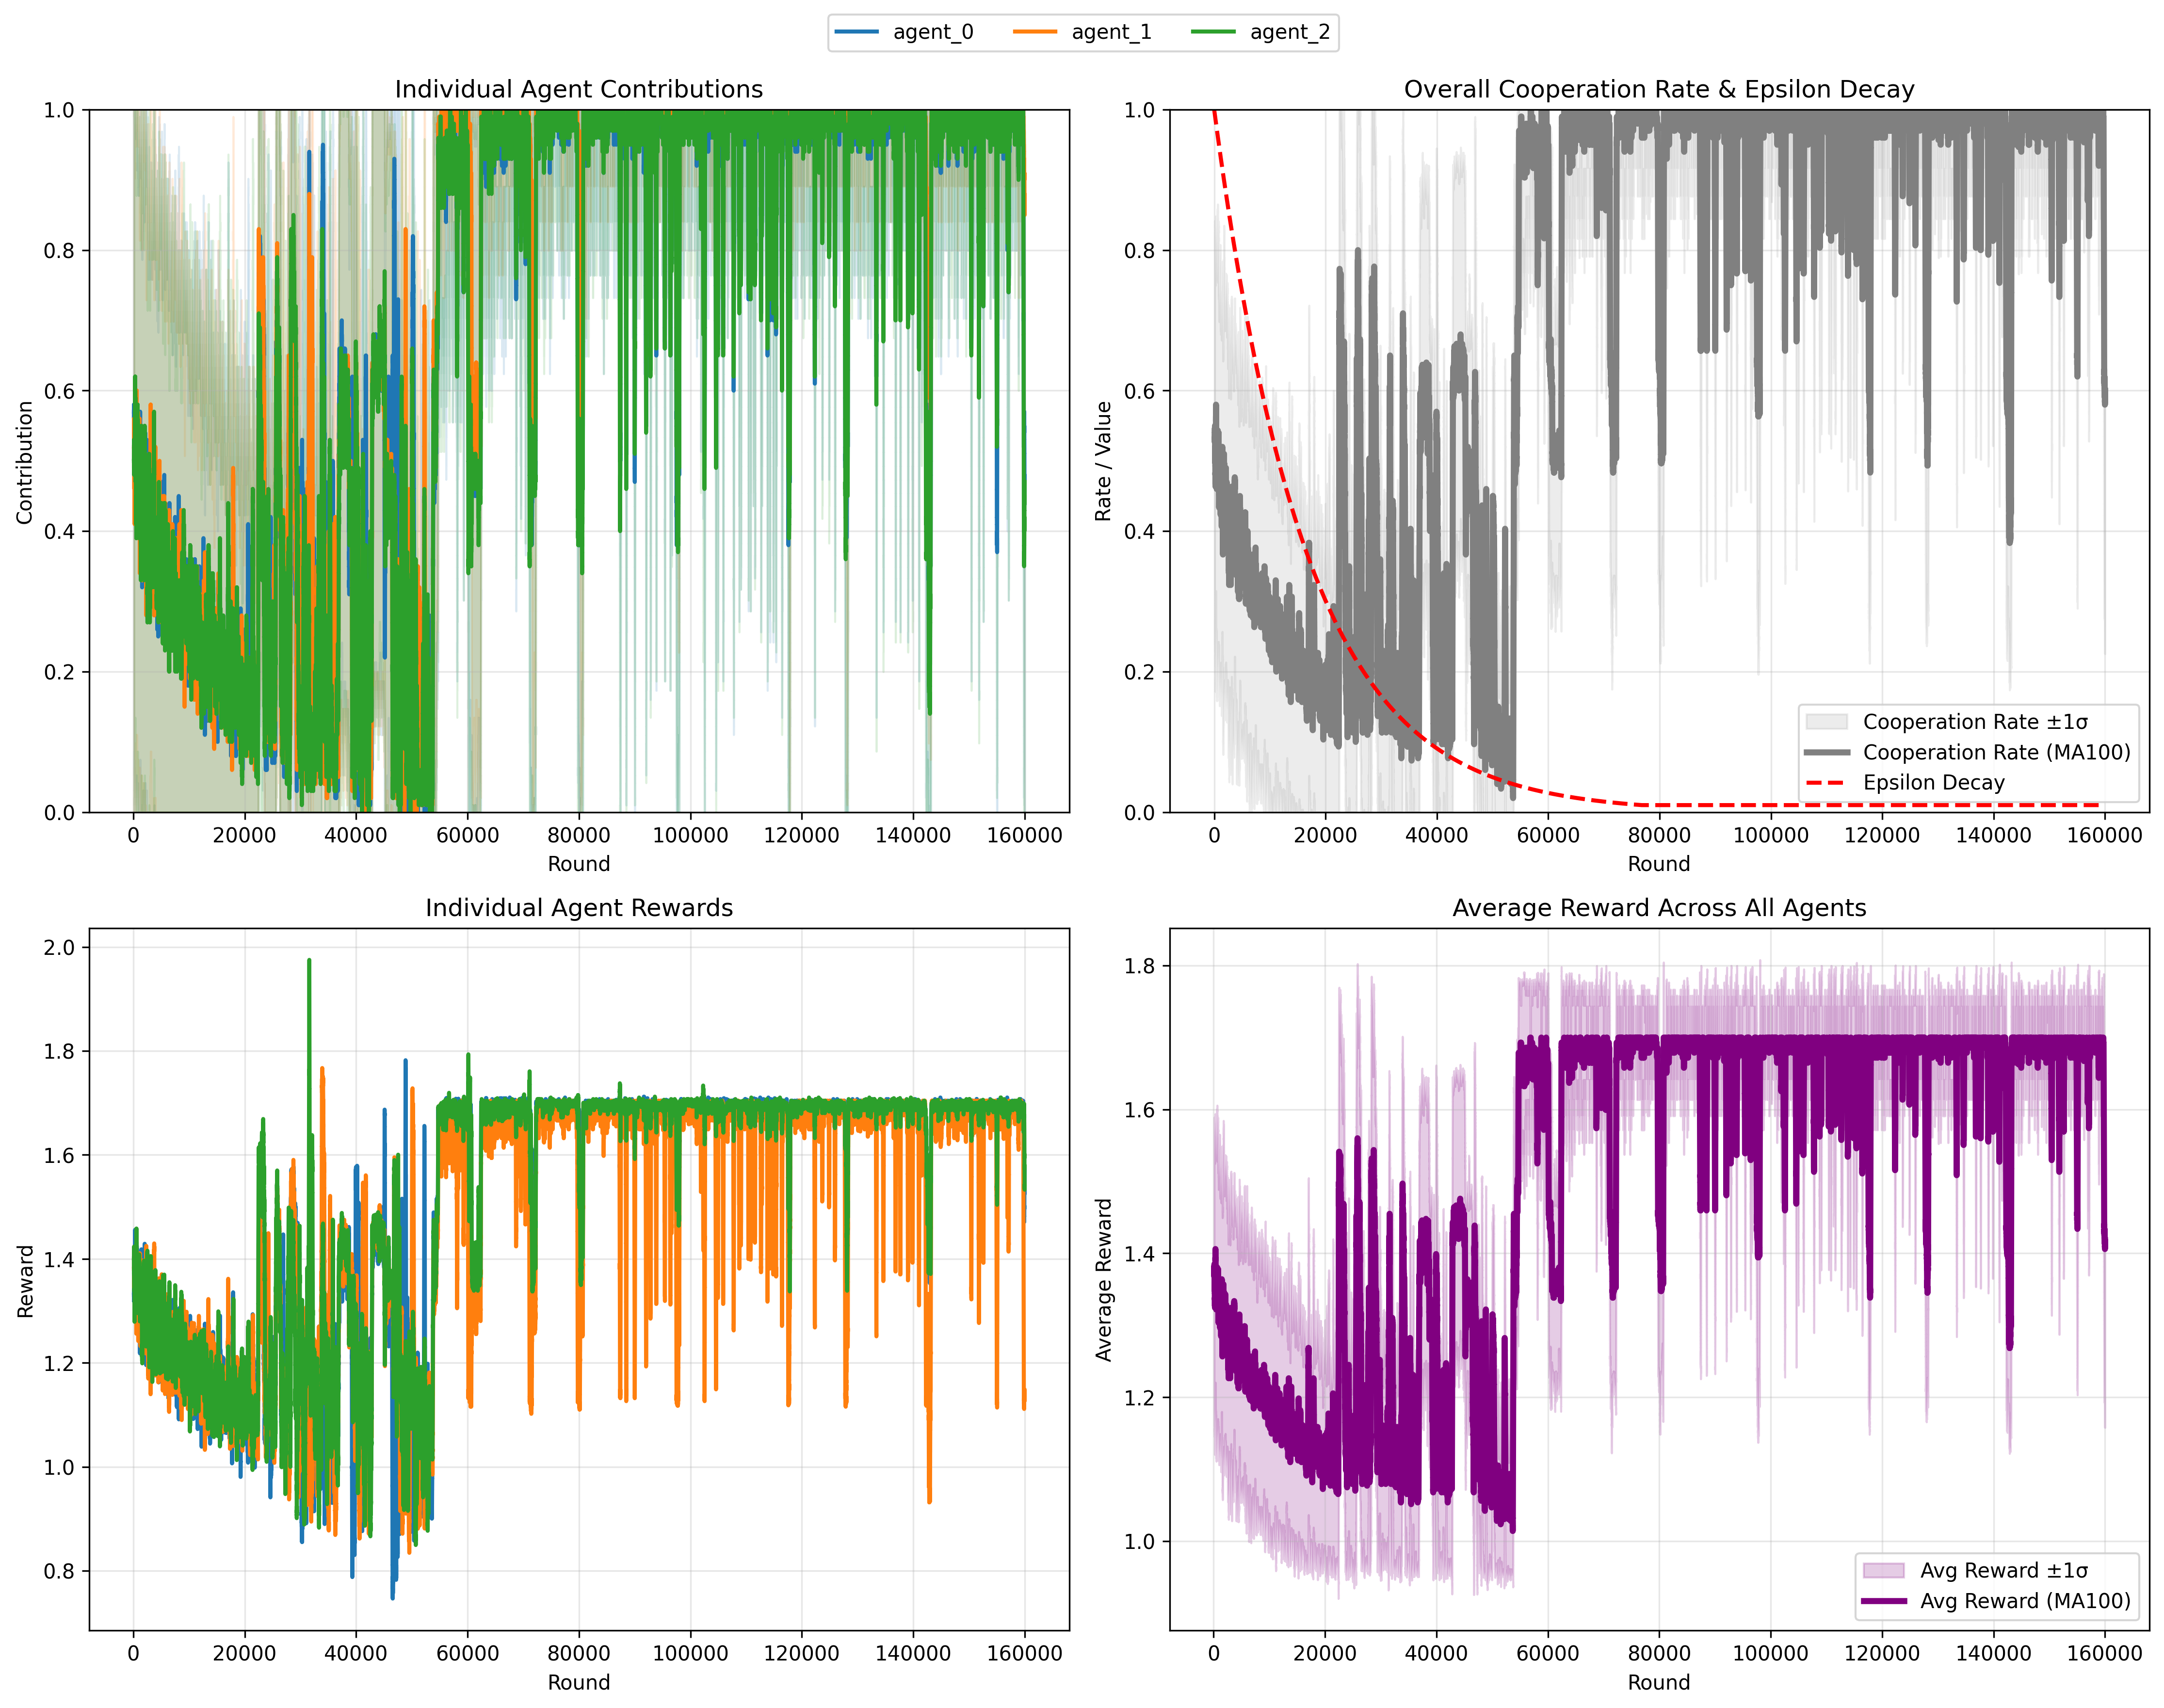 agent_0 agent_1 agent_2
Individual Agent Contributions
Contribution
1.0
0.8
0.6
0.4
0.2
0.0
0 20000 40000 60000 80000 100000 120000 140000 160000
Round
Overall Cooperation Rate & Epsilon Decay
Rate / Value
1.0
0.8
0.6
0.4
0.2
0.0
Cooperation Rate ±1σ
Cooperation Rate (MA100)
Epsilon Decay
0 20000 40000 60000 80000 100000 120000 140000 160000
Round
Individual Agent Rewards
Reward
2.0
1.8
1.6
1.4
1.2
1.0
0.8
0 20000 40000 60000 80000 100000 120000 140000 160000
Round
Average Reward Across All Agents
Average Reward
1.8
1.6
1.4
1.2
1.0
Avg Reward ±1σ
Avg Reward (MA100)
0 20000 40000 60000 80000 100000 120000 140000 160000
Round